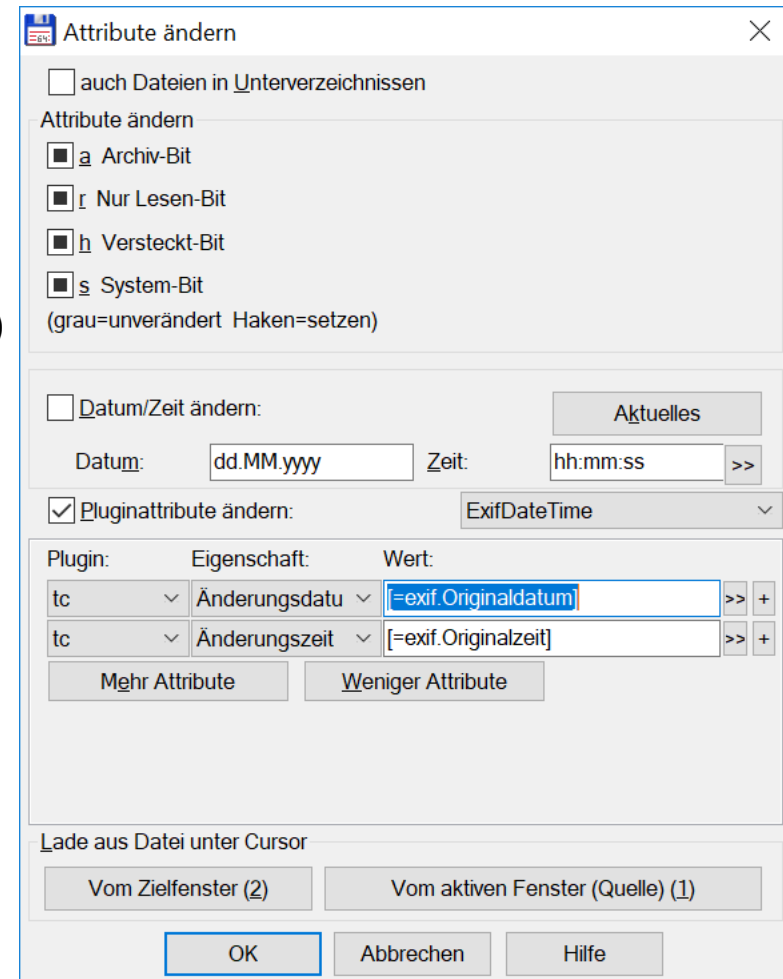 Attribute ändern
auch Dateien in Unterverzeichnissen
Attribute ändern
a Archiv-Bit
r Nur Lesen-Bit
h Versteckt-Bit
s System-Bit
(grau=unverändert Haken=setzen)
)
Datum/Zeit ändern: Aktuelles
Datum: dd.MM.yyyy Zeit: hh:mm:ss >>
Pluginattribute ändern: ExifDateTime
Plugin: Eigenschaft: Wert:
tc Änderungsdatu [=exif.Originaldatum] >> +
tc Änderungszeit [=exif.Originalzeit] >> +
Mehr Attribute Weniger Attribute
Lade aus Datei unter Cursor
Vom Zielfenster (2) Vom aktiven Fenster (Quelle) (1)
OK Abbrechen Hilfe